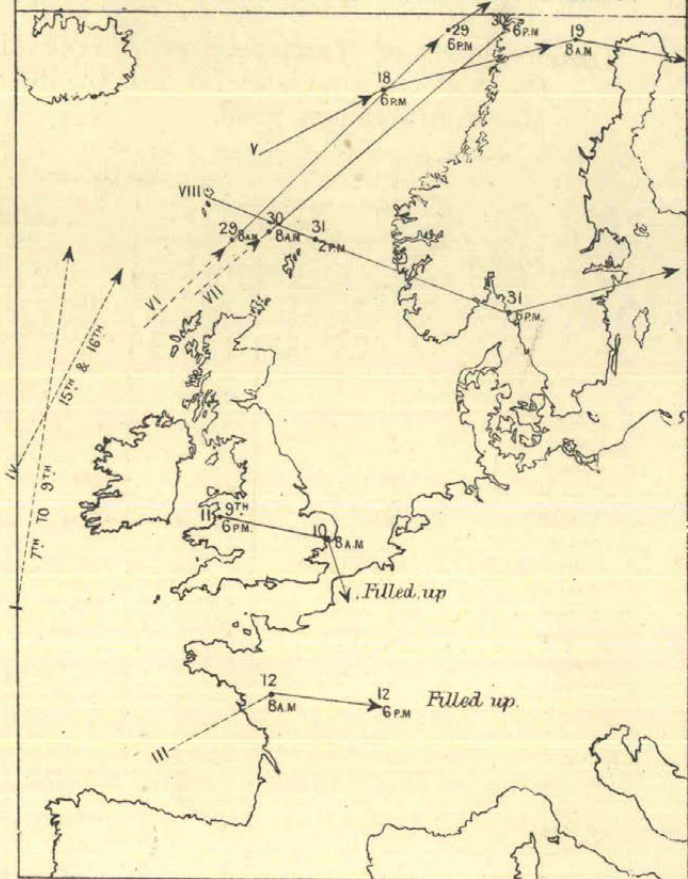 29
6 P.M
30
6 P.M
19
8 A.M
18
6 P.M.
V
VIII
29
8 A.M
30
8 A.M
31
2 P.M
VI
VII
31
6 P.M.
15TH & 16TH
IV
7TH TO 9TH
I
II
9TH
6 P.M.
10
8 A.M
Filled up
12
8 A.M
12
6 P.M
Filled up.
III